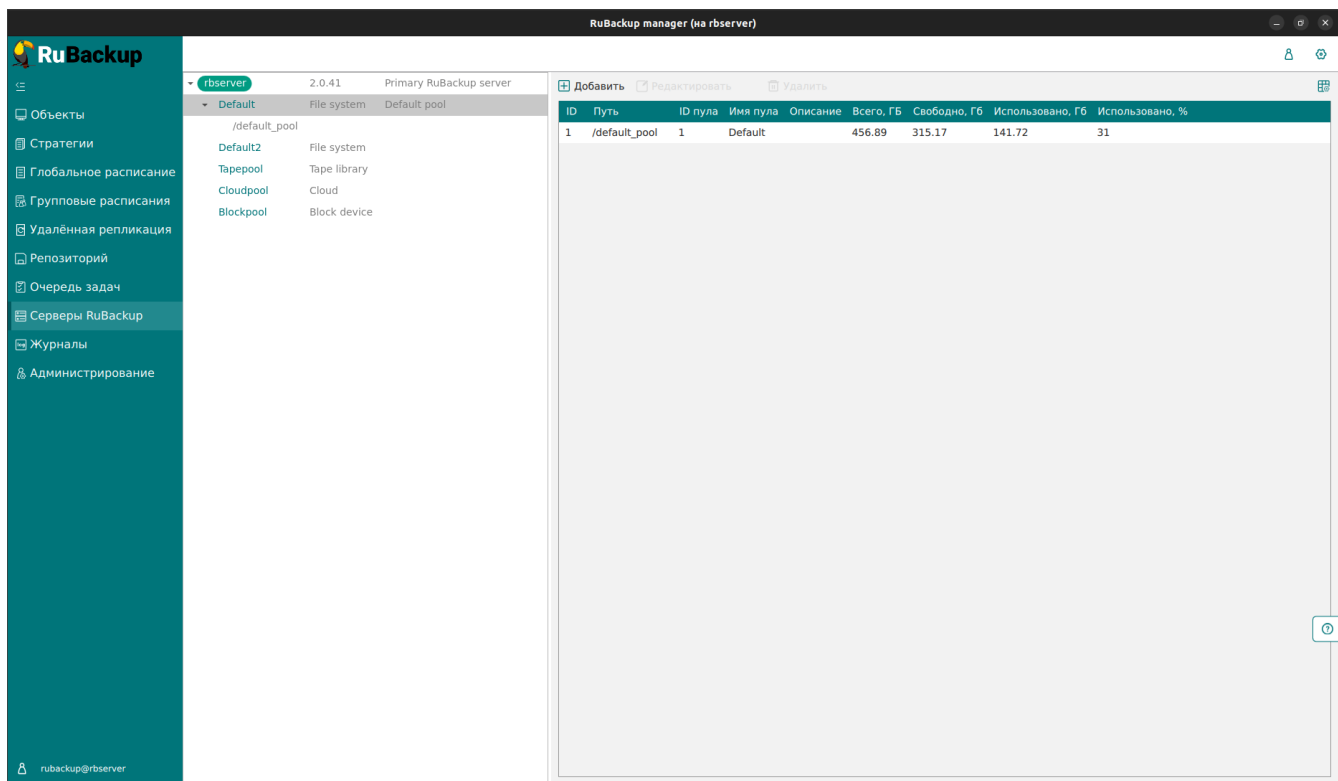 RuBackup manager (на rbserver)
RuBackup
Объекты
Стратегии
Глобальное расписание
Групповые расписания
Удалённая репликация
Репозиторий
Очередь задач
Серверы RuBackup
Журналы
Администрирование
rubackup@rbserver
rbserver 2.0.41 Primary RuBackup server
Default File system Default pool
/default_pool
Default2 File system
Tapepool Tape library
Cloudpool Cloud
Blockpool Block device
Добавить Редактировать Удалить
ID Путь ID пула Имя пула Описание Всего, ГБ Свободно, Гб Использовано, Гб Использовано, %
1 /default_pool 1 Default 456.89 315.17 141.72 31